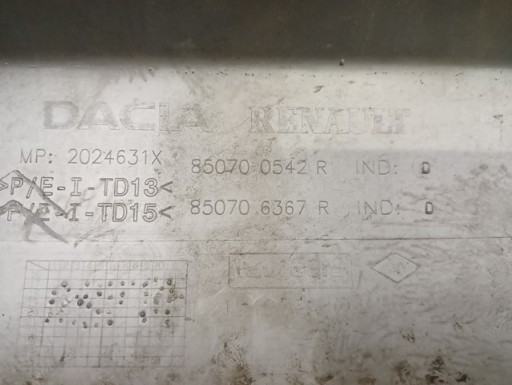 DACIA RENAULT
MP: 2024631X 85070 0542 R IND: D
>P/E-I-TD13<
>P/E-I-TD15< 85070 6367 R IND: D